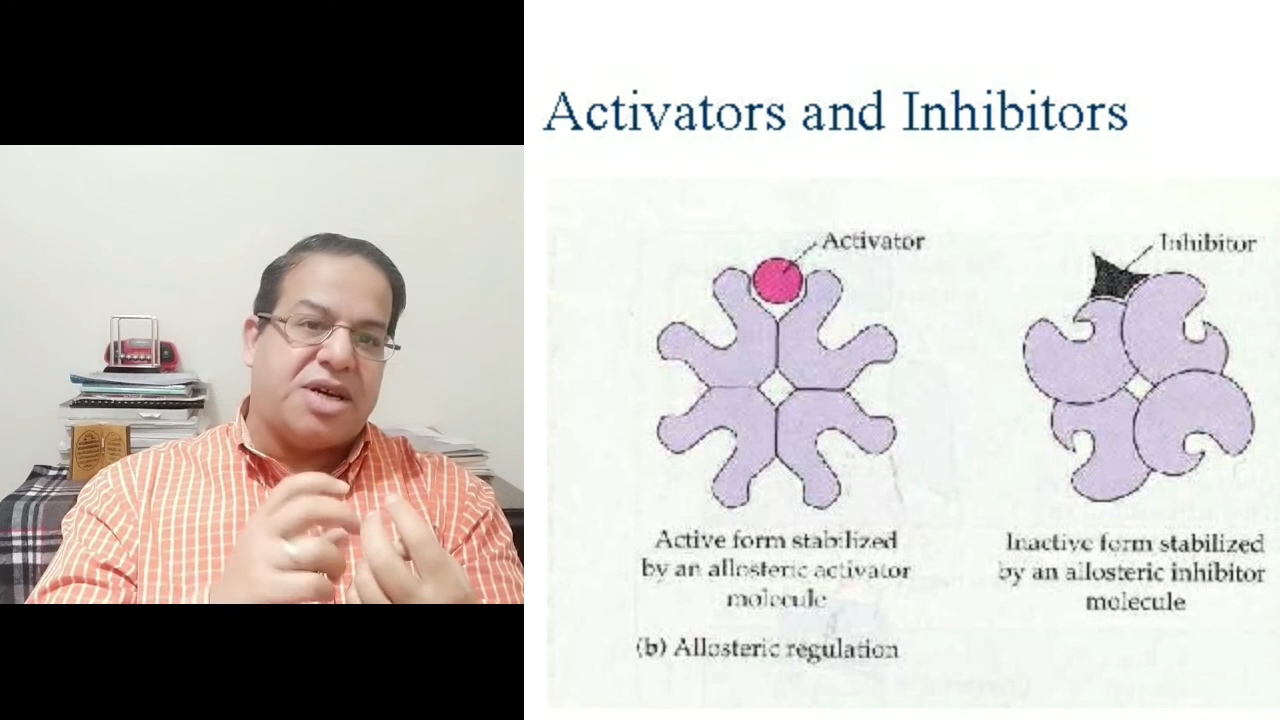 Activators and Inhibitors
Activator
Inhibitor
Active form stabilized
by an allosteric activator
molecule
Inactive form stabilized
by an allosteric inhibitor
molecule
(b) Allosteric regulation